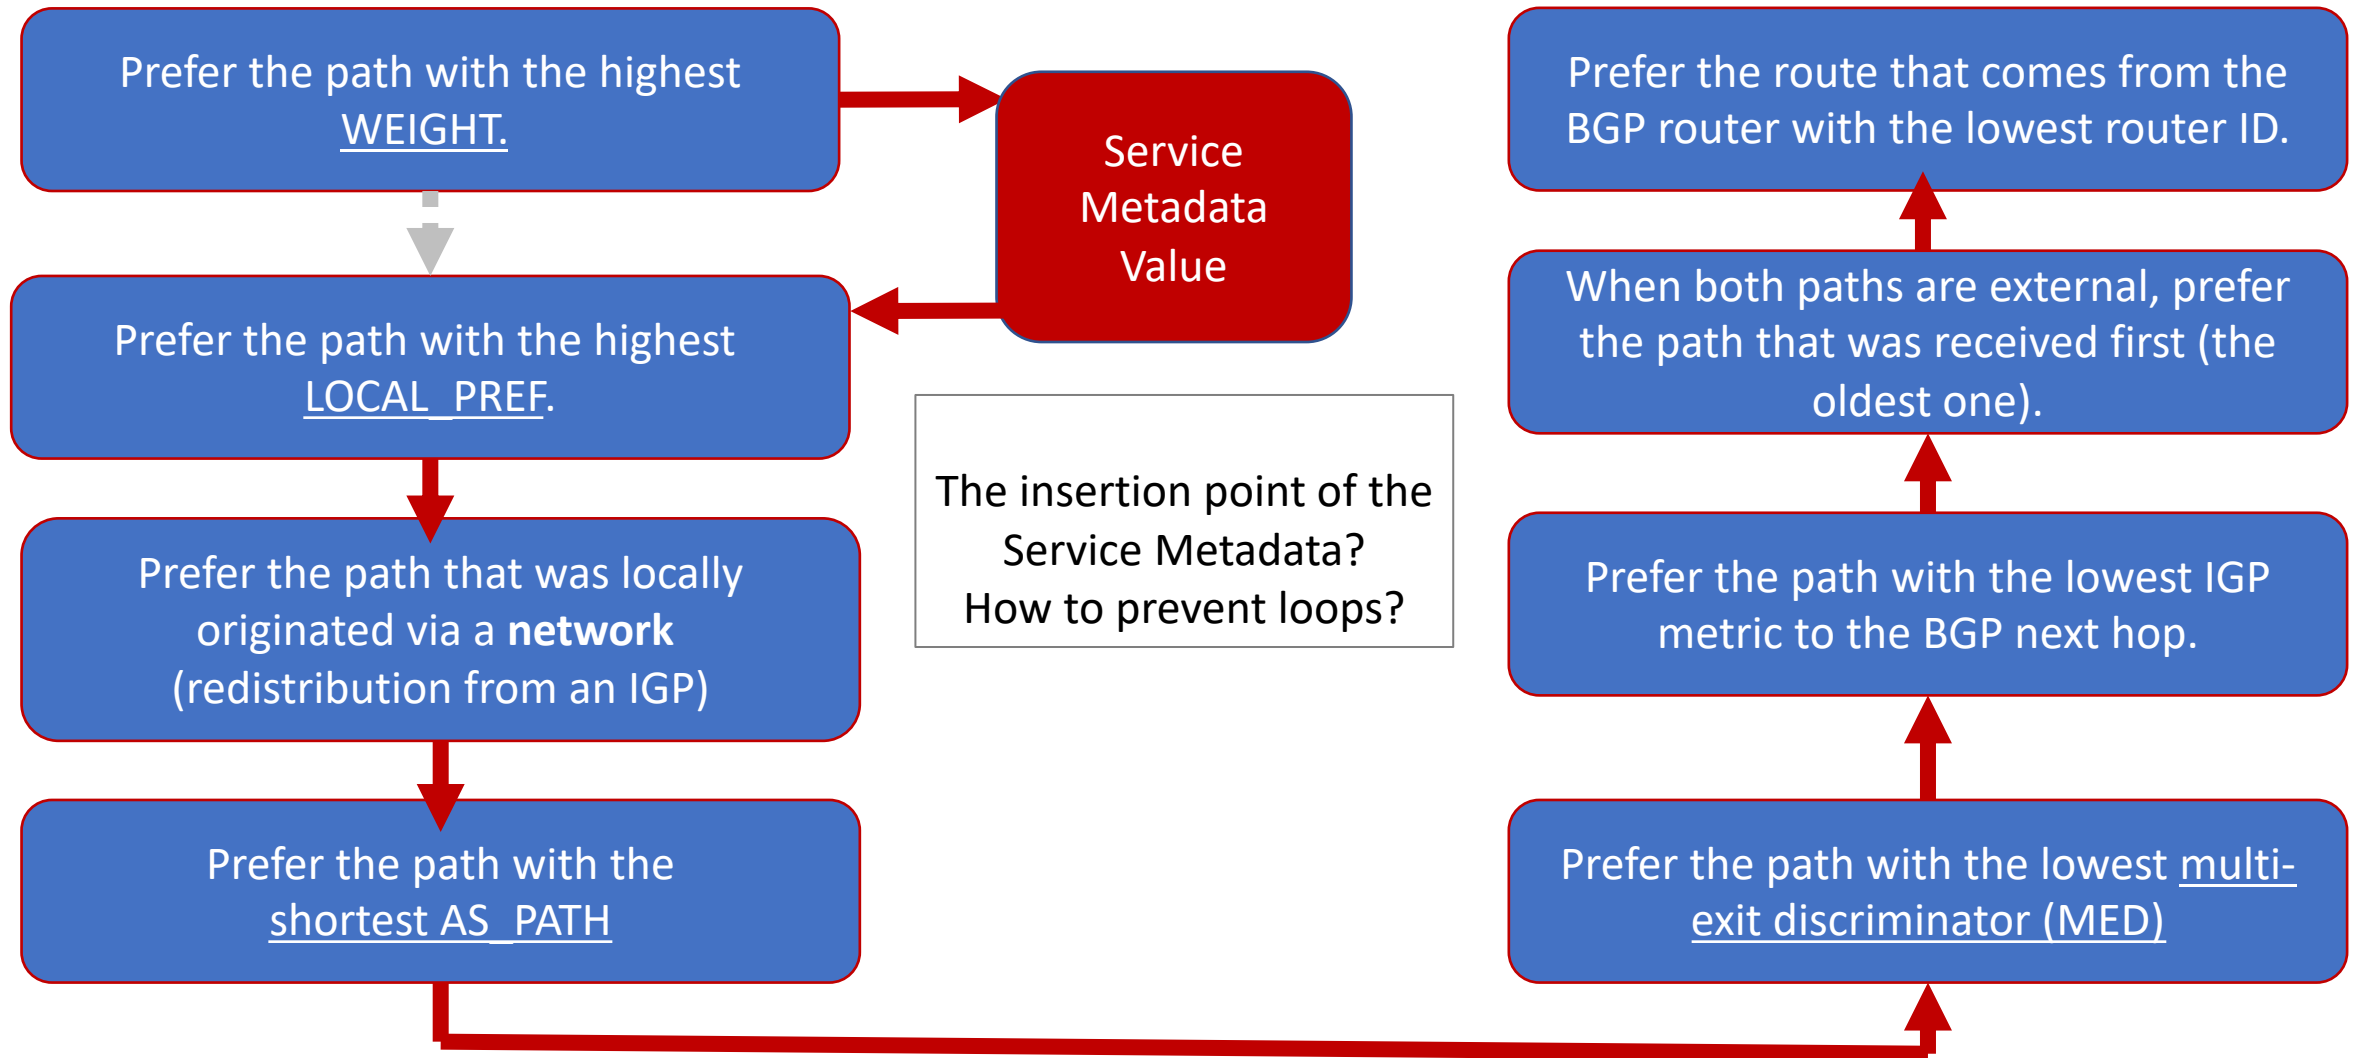 Prefer the path with the highest
WEIGHT.
Service
Metadata
Value
Prefer the path with the highest
LOCAL_PREF.
The insertion point of the
Service Metadata?
How to prevent loops?
Prefer the path that was locally
originated via a network
(redistribution from an IGP)
Prefer the path with the
shortest AS_PATH
Prefer the route that comes from the
BGP router with the lowest router ID.
When both paths are external, prefer
the path that was received first (the
oldest one).
Prefer the path with the lowest IGP
metric to the BGP next hop.
Prefer the path with the lowest multi-
exit discriminator (MED)